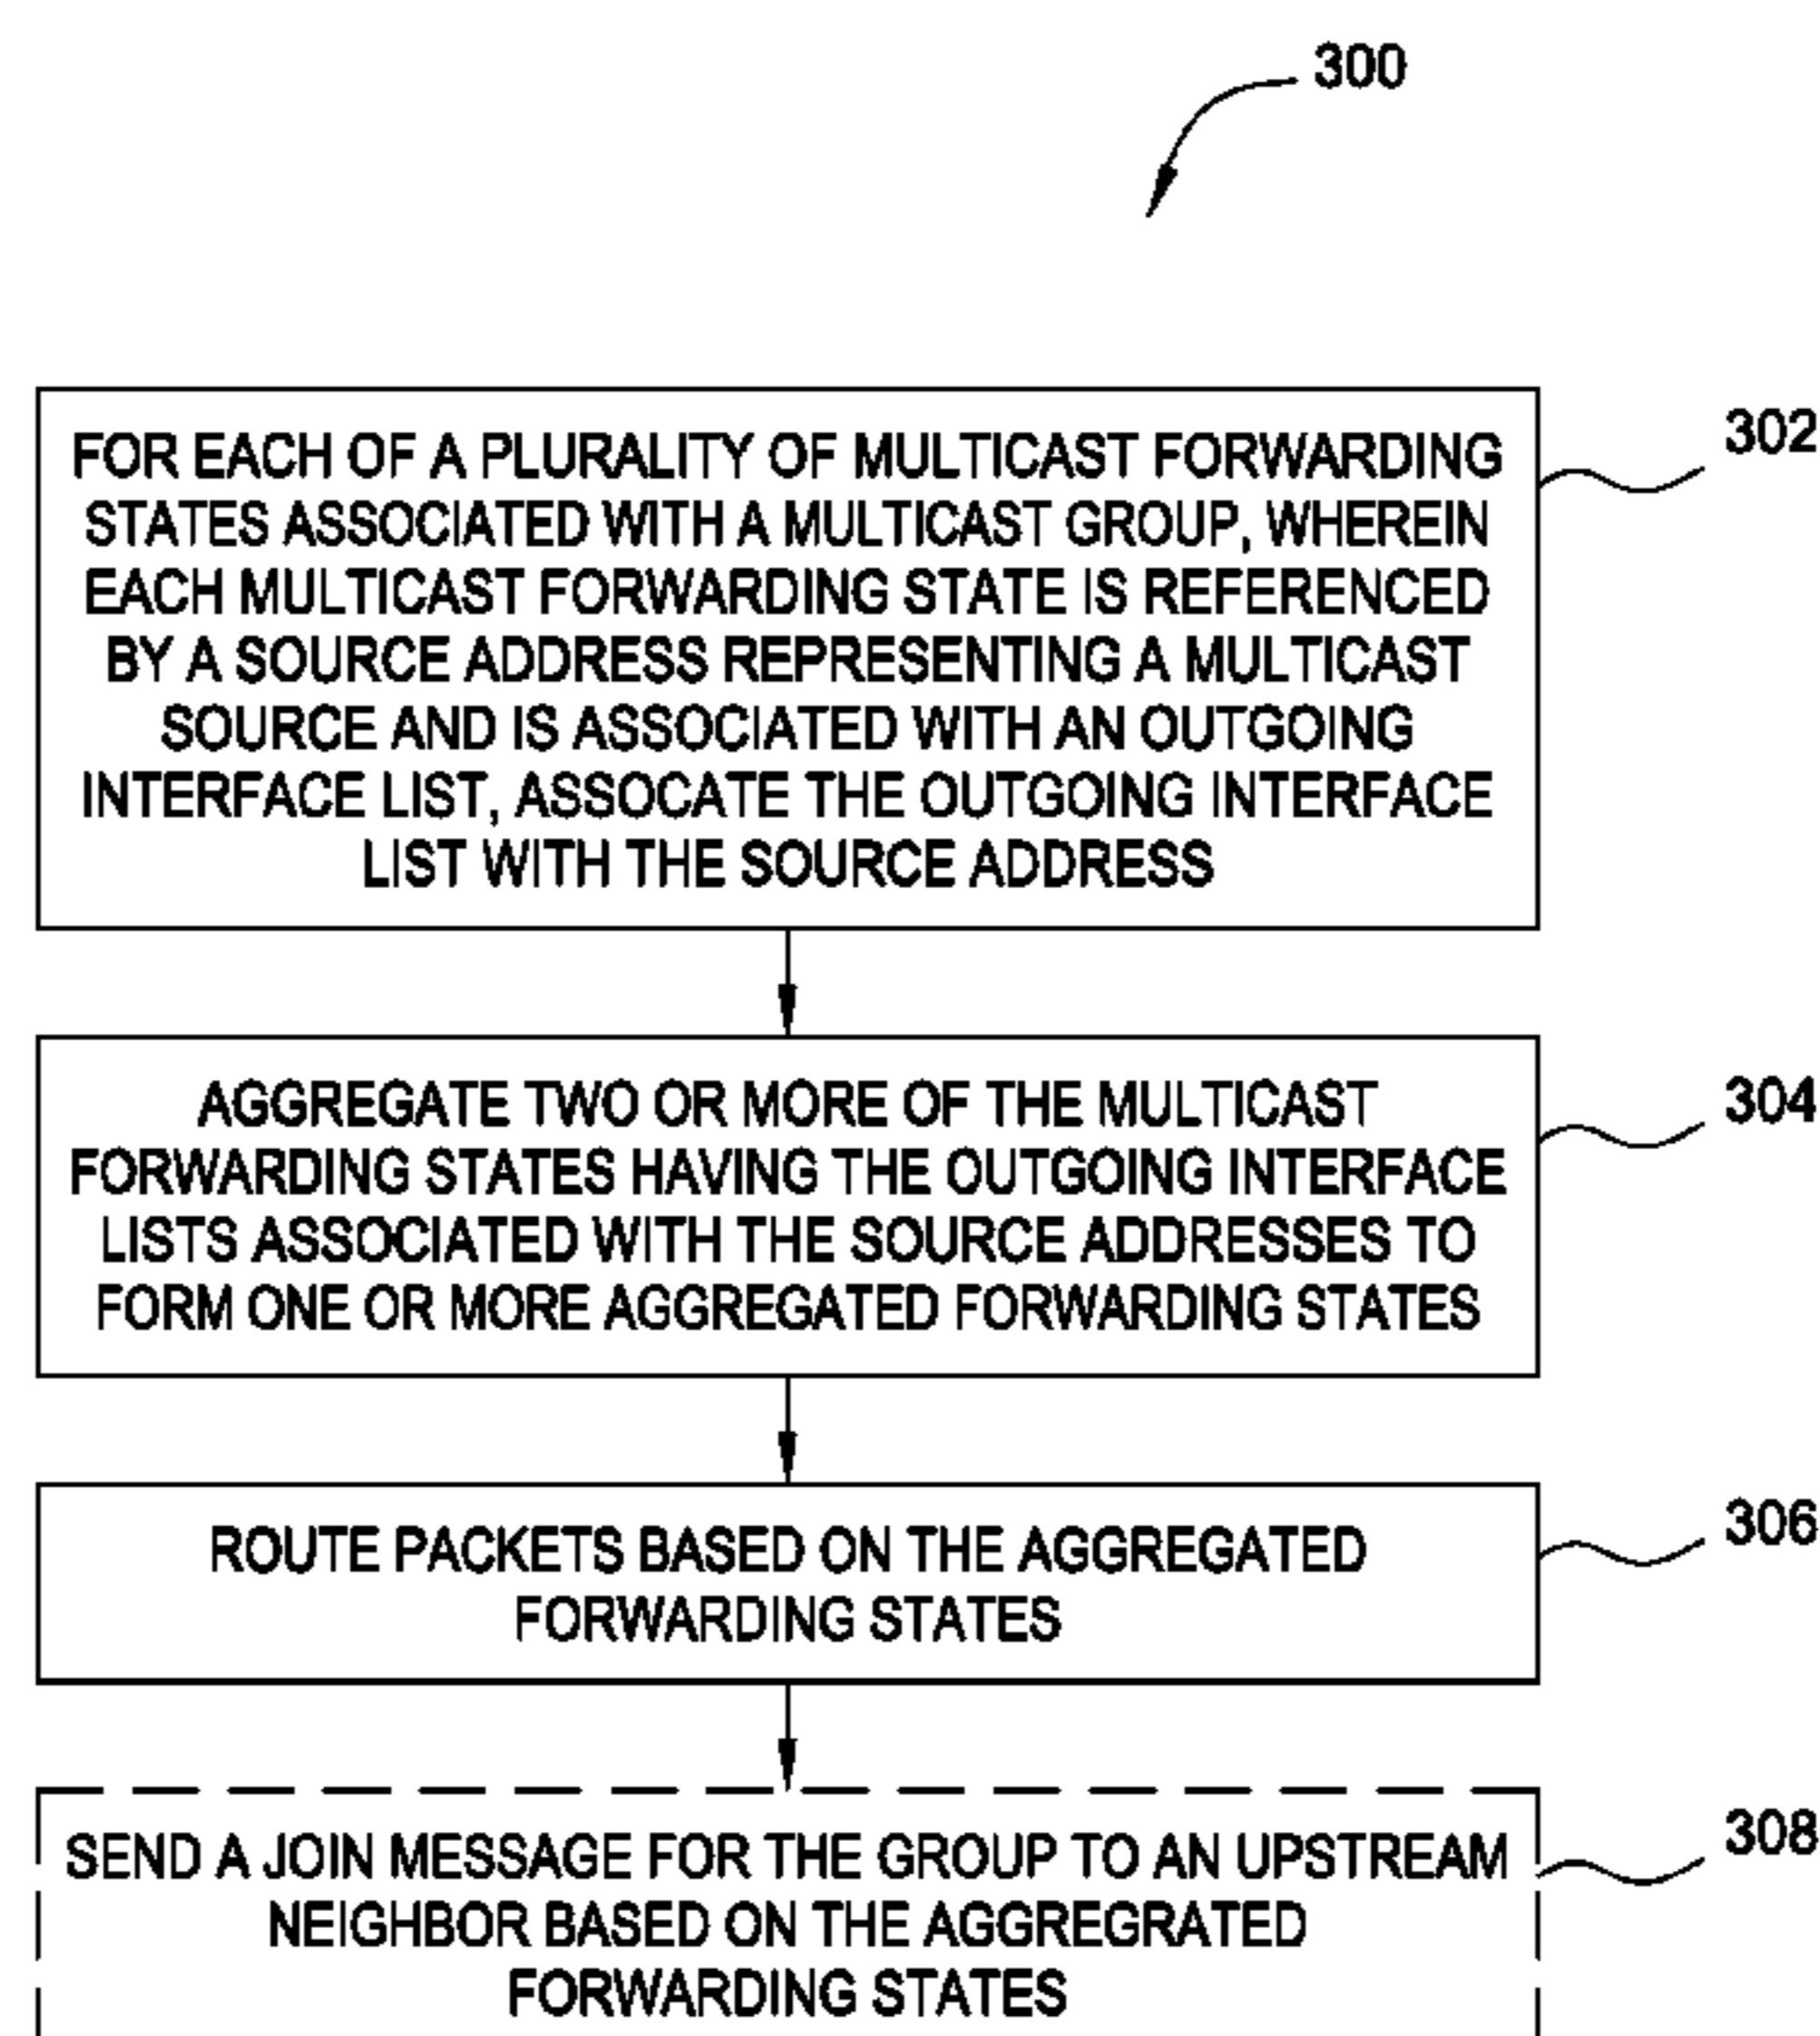 300
FOR EACH OF A PLURALITY OF MULTICAST FORWARDING
STATES ASSOCIATED WITH A MULTICAST GROUP, WHEREIN
EACH MULTICAST FORWARDING STATE IS REFERENCED
BY A SOURCE ADDRESS REPRESENTING A MULTICAST
SOURCE AND IS ASSOCIATED WITH AN OUTGOING
INTERFACE LIST, ASSOCATE THE OUTGOING INTERFACE
LIST WITH THE SOURCE ADDRESS
302
AGGREGATE TWO OR MORE OF THE MULTICAST
FORWARDING STATES HAVING THE OUTGOING INTERFACE
LISTS ASSOCIATED WITH THE SOURCE ADDRESSES TO
FORM ONE OR MORE AGGREGATED FORWARDING STATES
304
ROUTE PACKETS BASED ON THE AGGREGATED
FORWARDING STATES
306
SEND A JOIN MESSAGE FOR THE GROUP TO AN UPSTREAM
NEIGHBOR BASED ON THE AGGREGRATED
FORWARDING STATES
308